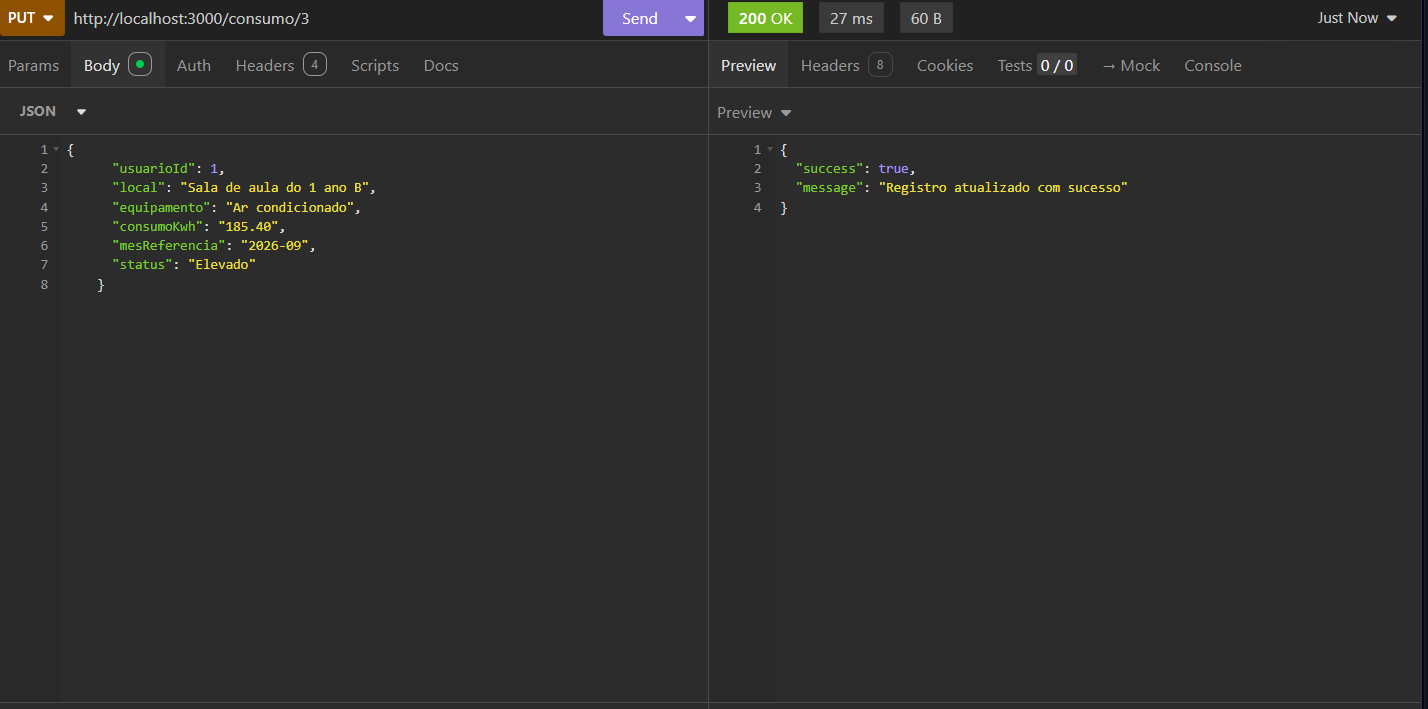 PUT http://localhost:3000/consumo/3 Send 200 OK 27 ms 60 B Just Now
Params Body Auth Headers 4 Scripts Docs Preview Headers 8 Cookies Tests 0 / 0 → Mock Console
JSON
Preview
1 {
2 "usuarioId": 1,
3 "local": "Sala de aula do 1 ano B",
4 "equipamento": "Ar condicionado",
5 "consumoKwh": "185.40",
6 "mesReferencia": "2026-09",
7 "status": "Elevado"
8 }
1 {
2 "success": true,
3 "message": "Registro atualizado com sucesso"
4 }